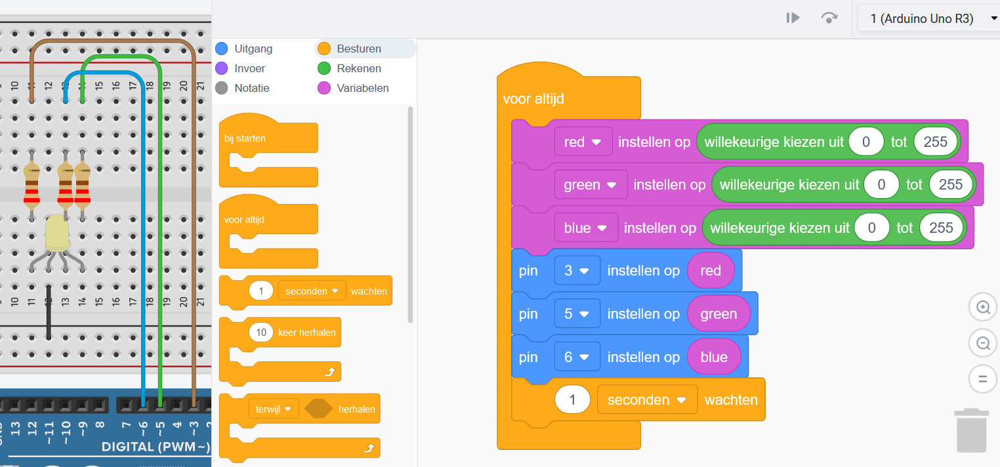 1 (Arduino Uno R3)
Uitgang
Besturen
Invoer
Rekenen
Notatie
Variabelen
bij starten
voor altijd
1 seconden wachten
10 keer herhalen
terwijl herhalen
voor altijd
red instellen op willekeurige kiezen uit 0 tot 255
green instellen op willekeurige kiezen uit 0 tot 255
blue instellen op willekeurige kiezen uit 0 tot 255
pin 3 instellen op red
pin 5 instellen op green
pin 6 instellen op blue
1 seconden wachten
10 11 12 13 14 15 16 17 18 19 20 21
10 11 12 13 14 15 16 17 18 19 20 21
13 12 ~11 ~10 ~9 8 7 ~6 ~5 4 ~3 2
DIGITAL (PWM~)